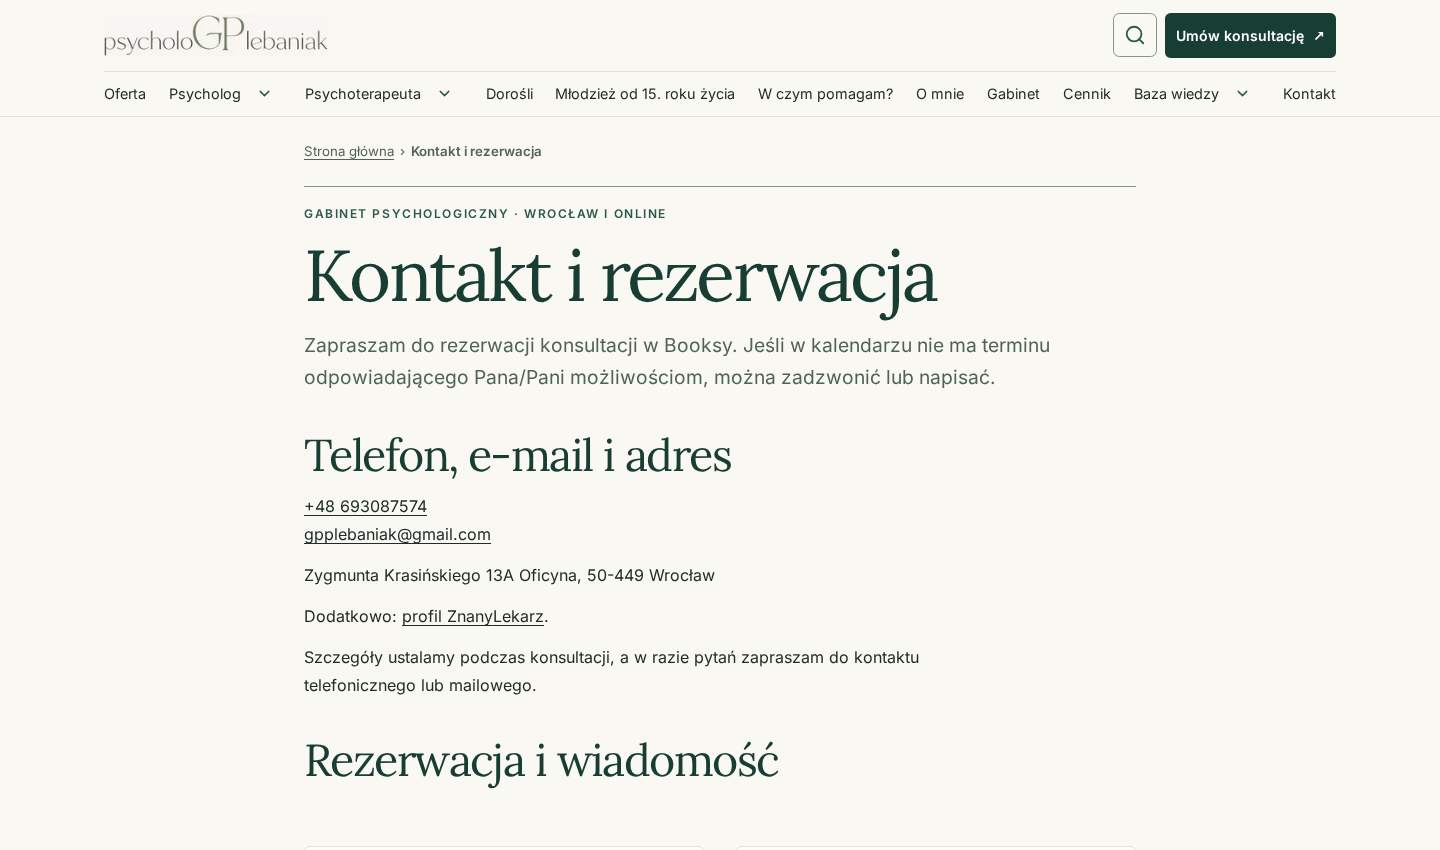 psycholoGPlebaniak
Umów konsultację ↗
Oferta Psycholog Psychoterapeuta Dorośli Młodzież od 15. roku życia W czym pomagam? O mnie Gabinet Cennik Baza wiedzy Kontakt
Strona główna › Kontakt i rezerwacja
GABINET PSYCHOLOGICZNY · WROCŁAW I ONLINE
Kontakt i rezerwacja
Zapraszam do rezerwacji konsultacji w Booksy. Jeśli w kalendarzu nie ma terminu
odpowiadającego Pana/Pani możliwościom, można zadzwonić lub napisać.
Telefon, e-mail i adres
+48 693087574
gpplebaniak@gmail.com
Zygmunta Krasińskiego 13A Oficyna, 50-449 Wrocław
Dodatkowo: profil ZnanyLekarz.
Szczegóły ustalamy podczas konsultacji, a w razie pytań zapraszam do kontaktu
telefonicznego lub mailowego.
Rezerwacja i wiadomość